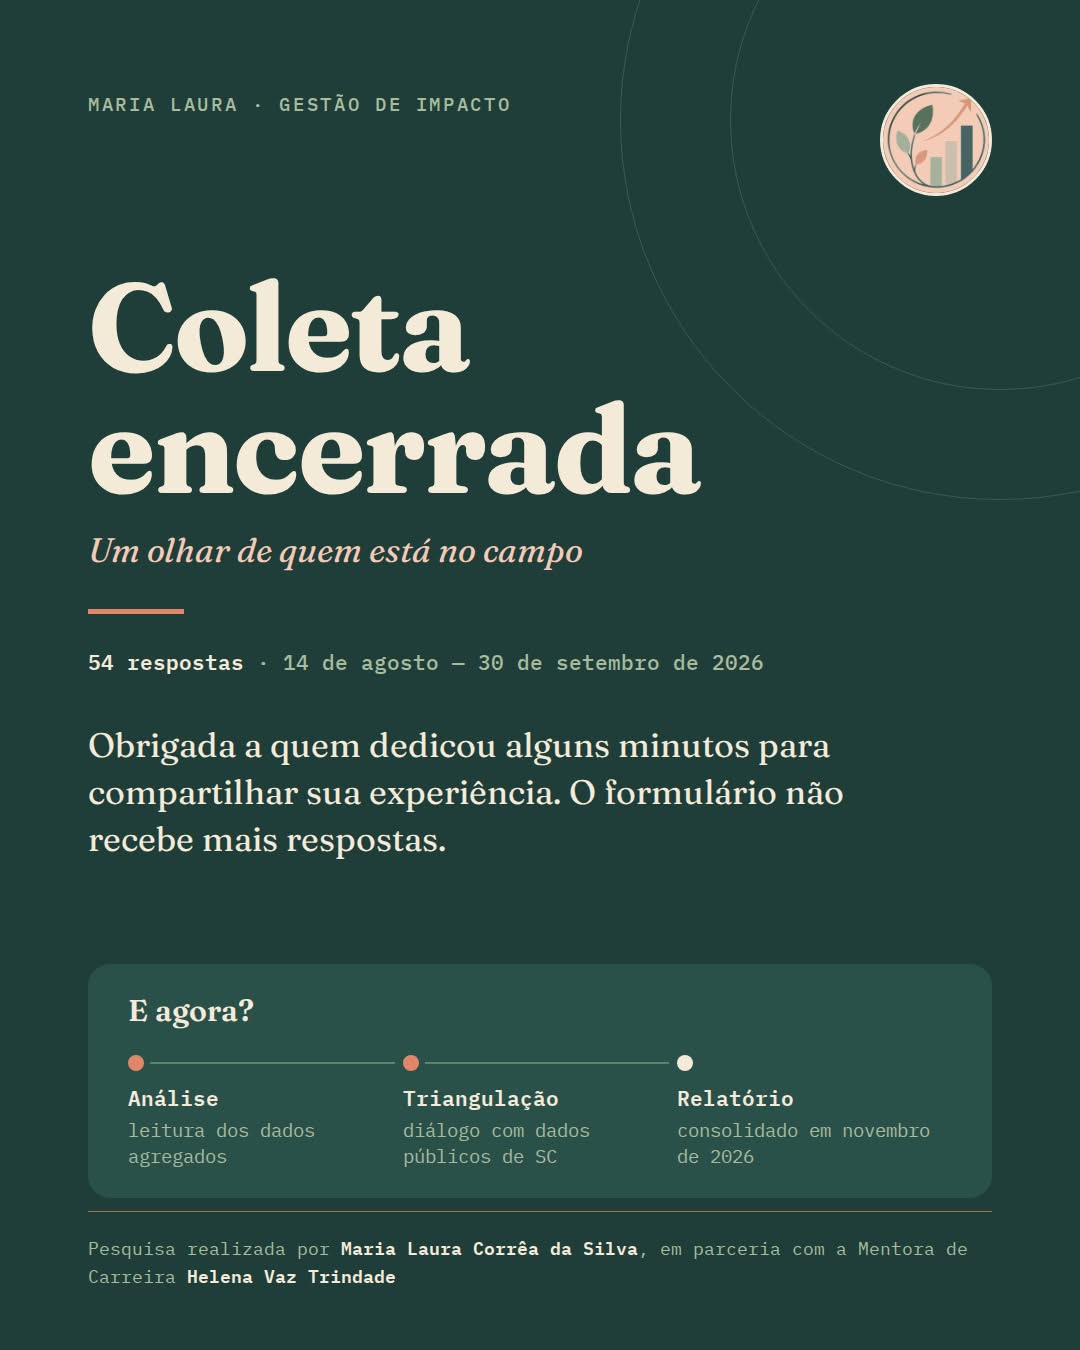 MARIA LAURA · GESTÃO DE IMPACTO
Coleta
encerrada
Um olhar de quem está no campo
54 respostas · 14 de agosto — 30 de setembro de 2026
Obrigada a quem dedicou alguns minutos para
compartilhar sua experiência. O formulário não
recebe mais respostas.
E agora?
Análise
leitura dos dados
agregados
Triangulação
diálogo com dados
públicos de SC
Relatório
consolidado em novembro
de 2026
Pesquisa realizada por Maria Laura Corrêa da Silva, em parceria com a Mentora de
Carreira Helena Vaz Trindade